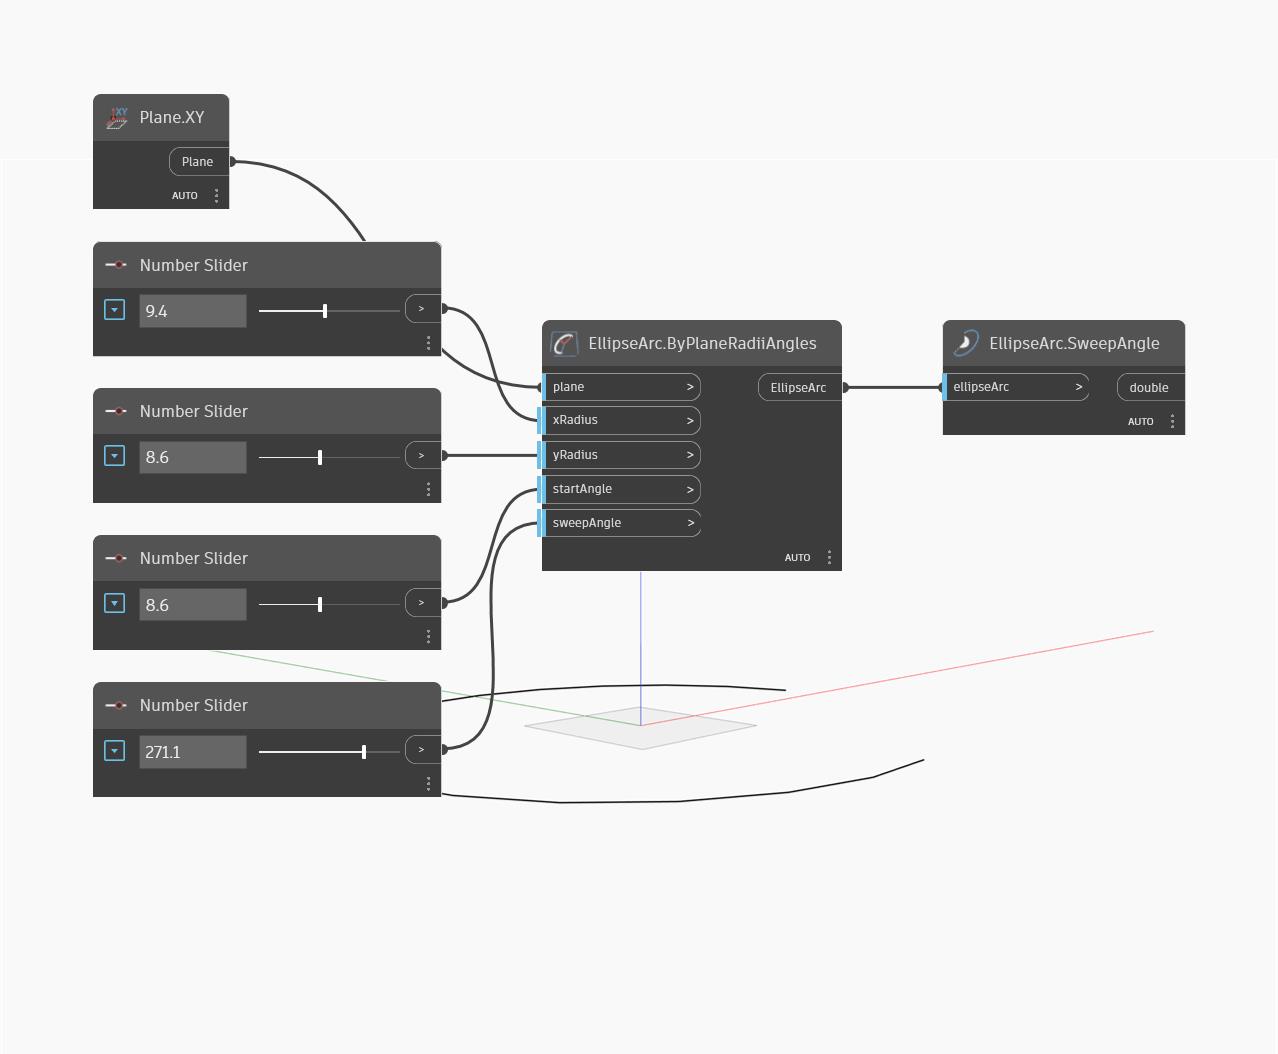 XY
Plane.XY
Plane
AUTO
Number Slider
9.4
>
Number Slider
8.6
>
Number Slider
8.6
>
Number Slider
271.1
>
EllipseArc.ByPlaneRadiiAngles
plane >
EllipseArc
xRadius >
yRadius >
startAngle >
sweepAngle >
AUTO
EllipseArc.SweepAngle
ellipseArc >
double
AUTO